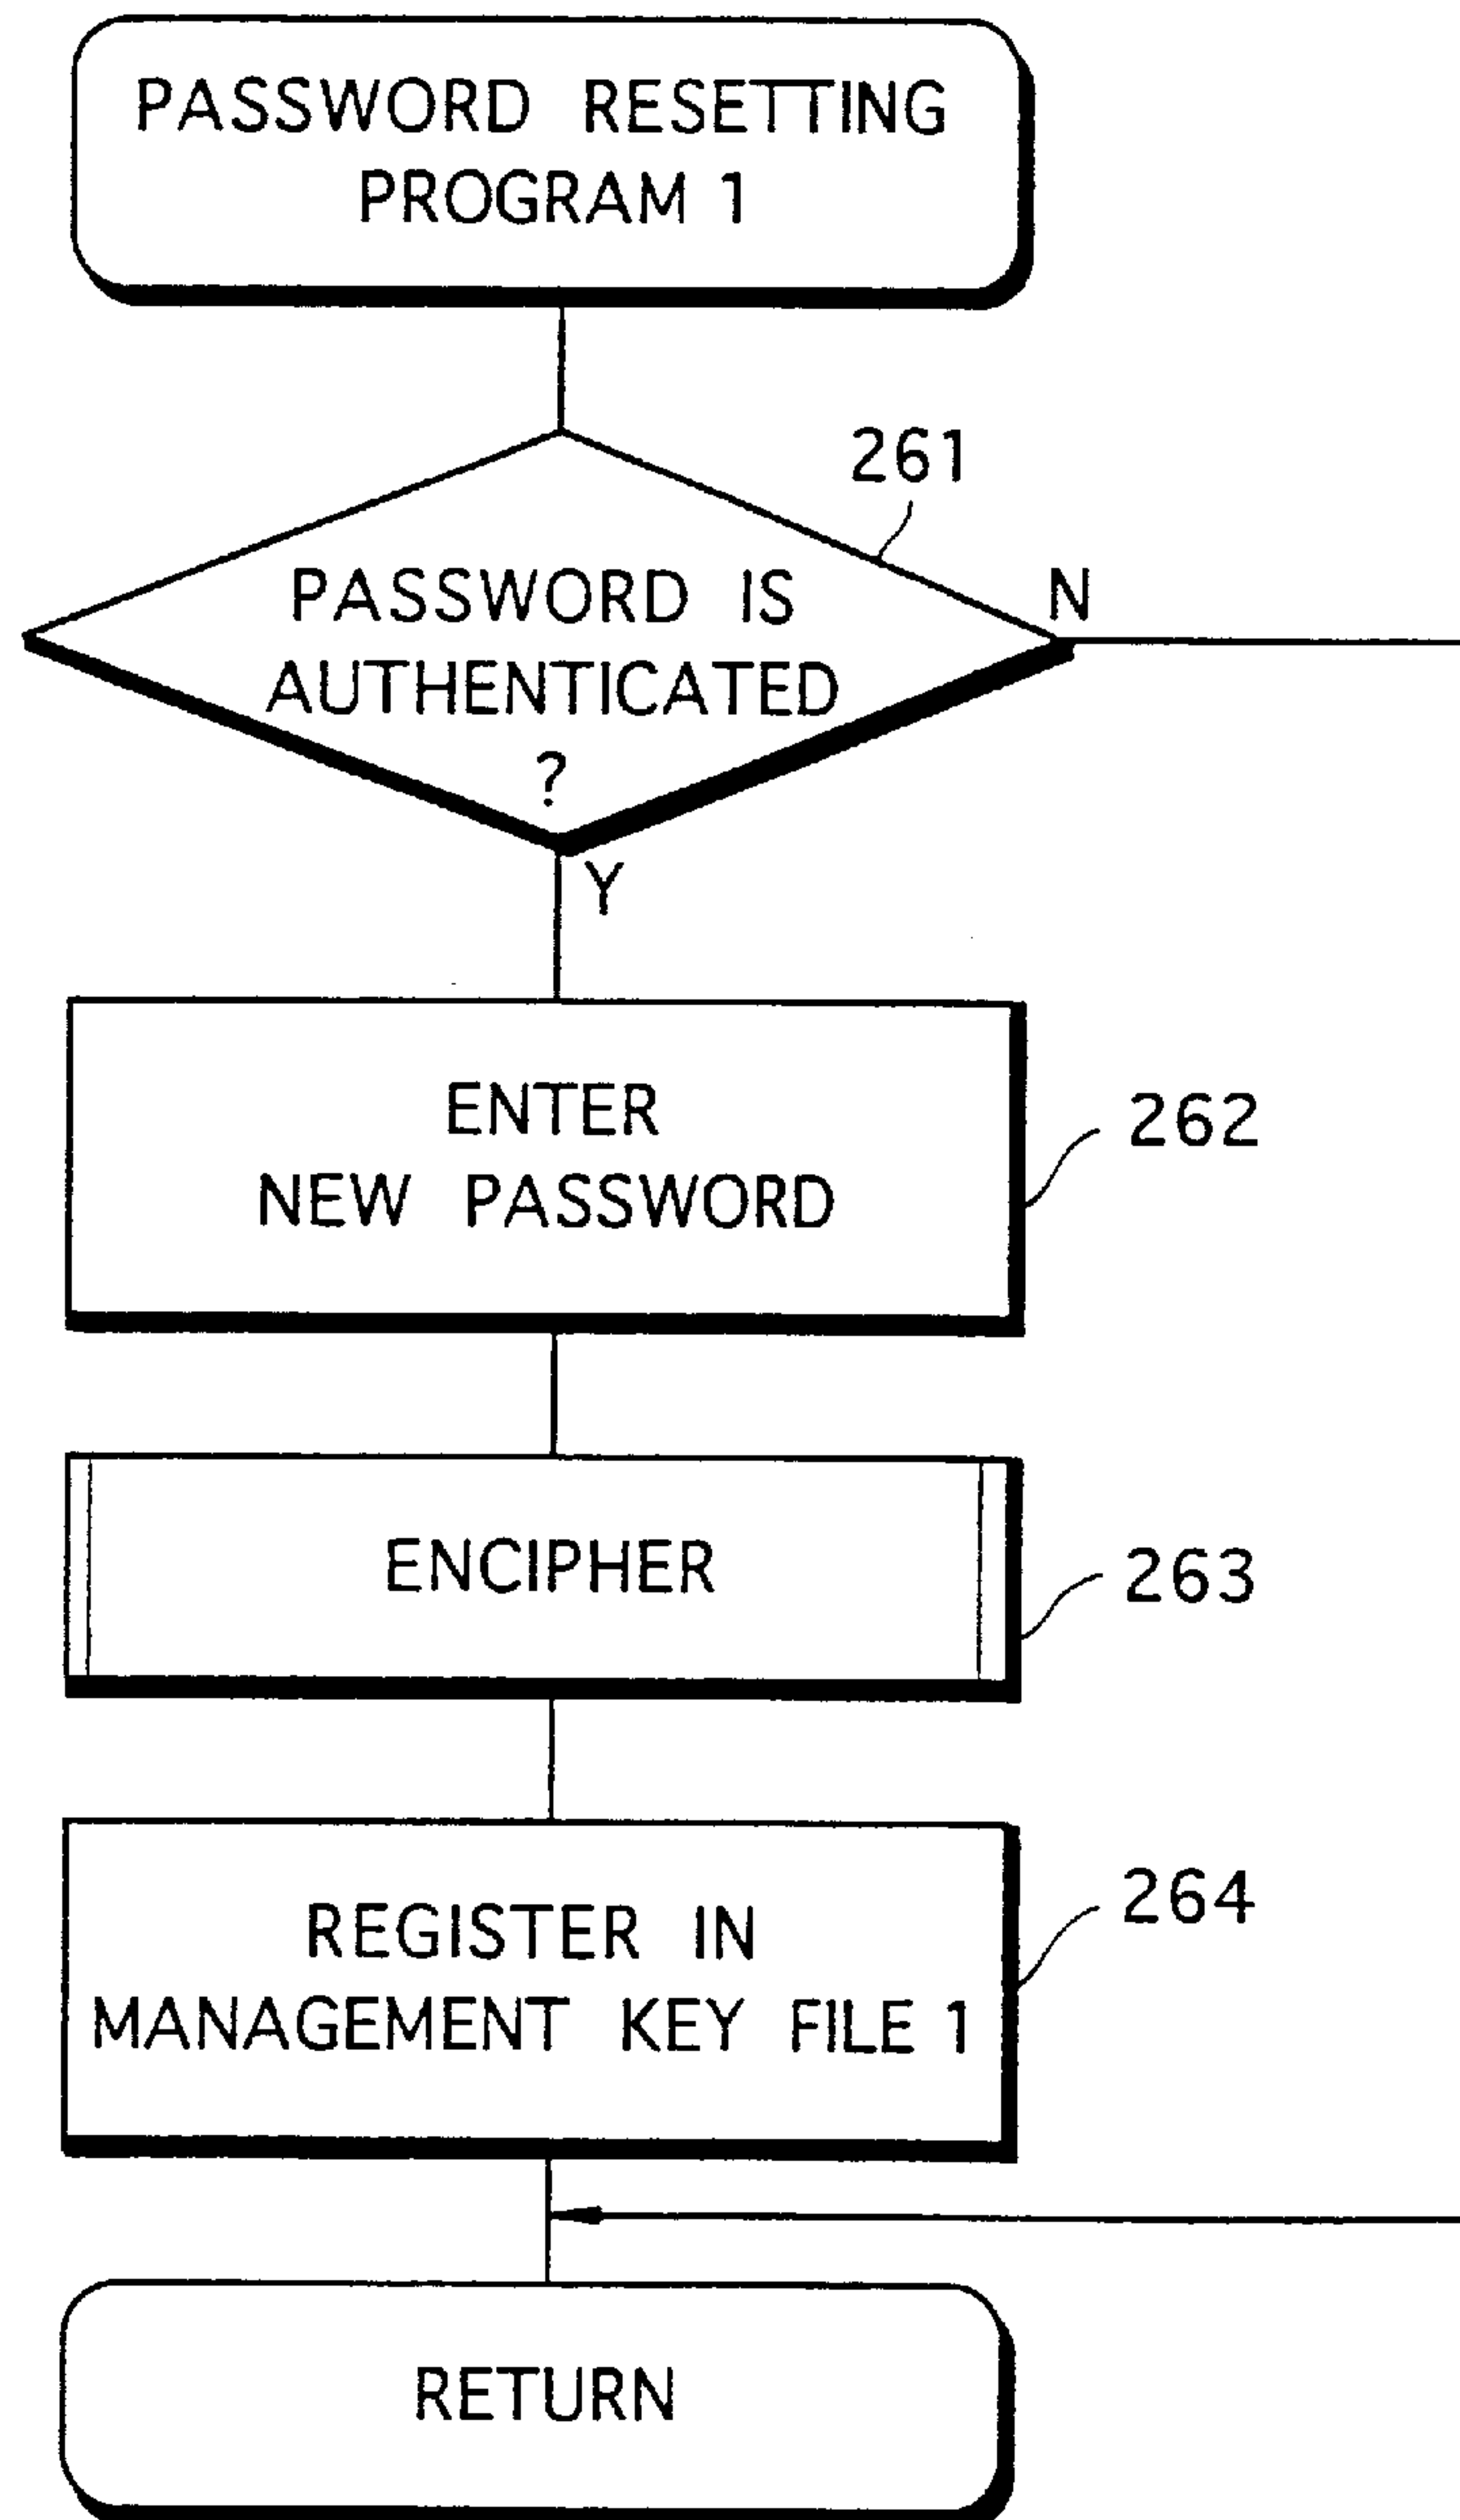 PASSWORD RESETTING
PROGRAM 1
261
PASSWORD IS
AUTHENTICATED
?
N
Y
ENTER
NEW PASSWORD
262
ENCIPHER
263
REGISTER IN
MANAGEMENT KEY FILE 1
264
RETURN